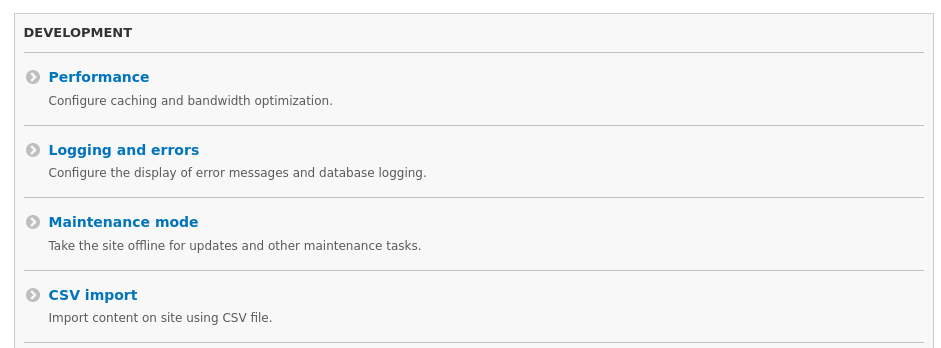 DEVELOPMENT
Performance
Configure caching and bandwidth optimization.
Logging and errors
Configure the display of error messages and database logging.
Maintenance mode
Take the site offline for updates and other maintenance tasks.
CSV import
Import content on site using CSV file.